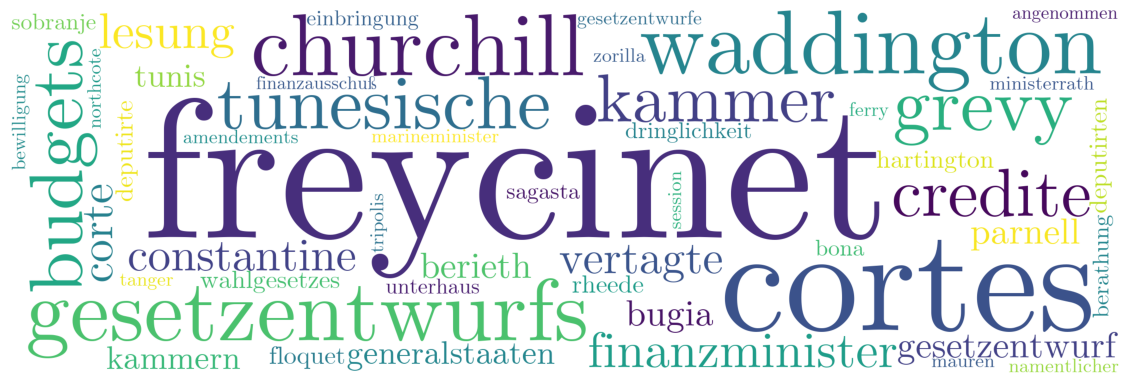 sobranje
einbringung
gesetzentwurfe
angenommen
lesung
churchill
waddington
zorilla
budgets
northcote
tunis
finanzausschuß
kammer
ministerrath
bewilligung
deputirte
tunesische
grevy
amendements
marineminister
dringlichkeit
ferry
deputirten
freycinet
hartington
corte
tripolis
sagasta
session
credite
parnell
constantine
berieth
vertagte
bona
cortes
berathung
tanger
wahlgesetzes
unterhaus
rheede
gesetzentwurfs
bugia
kammern
floquet
generalstaaten
finanzminister
gesetzentwurf
mauren
namentlicher